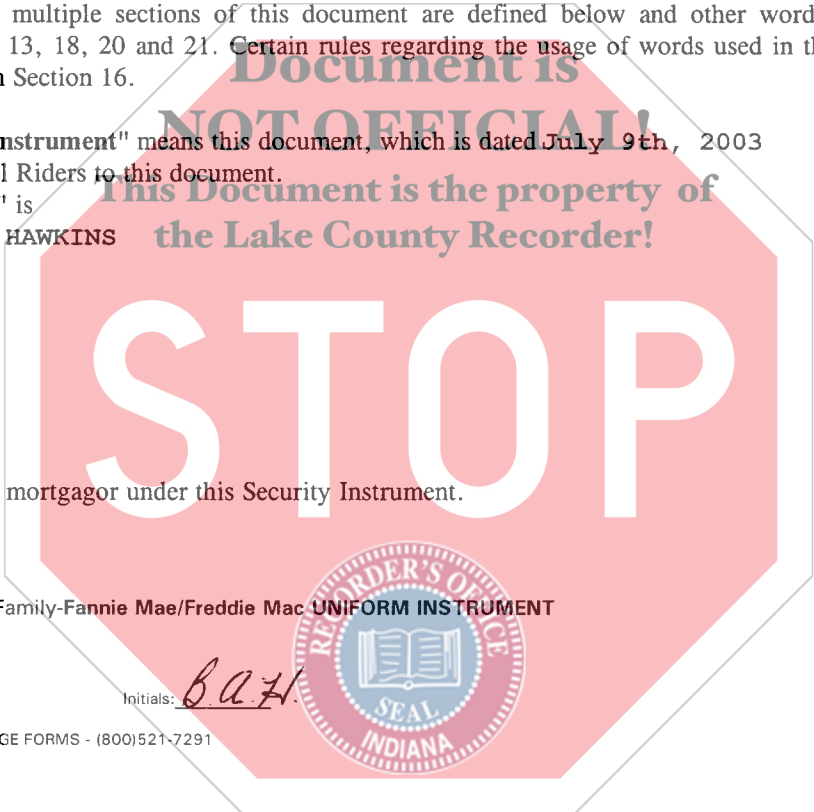 multiple sections of this document are defined below and other word
13, 18, 20 and 21. Certain rules regarding the usage of words used in th
n Section 16.
Document is
NOT OFFICIAL!
nstrument" means this document, which is dated July 9th, 2003
l Riders to this document.
This Document is the property of
" is
HAWKINS
the Lake County Recorder!
STOP
mortgagor under this Security Instrument.
Family-Fannie Mae/Freddie Mac UNIFORM INSTRUMENT
RECORDER'S OFFICE
Initials: B.A.H.
SEAL
INDIANA
GE FORMS - (800)521-7291